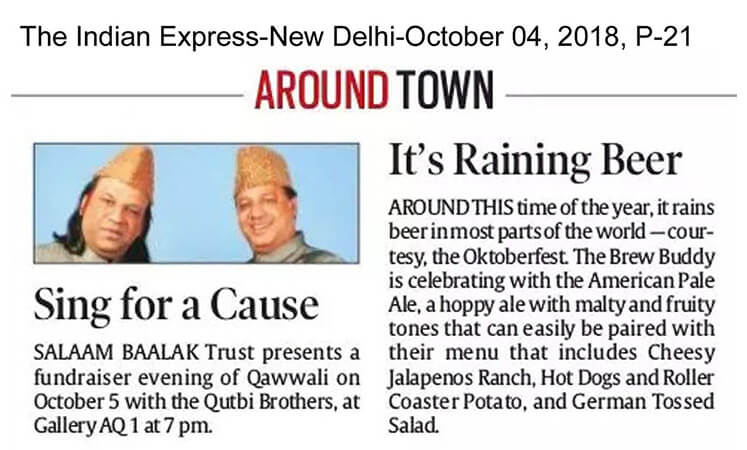 The Indian Express-New Delhi-October 04, 2018, P-21
AROUND TOWN
Sing for a Cause
SALAAM BAALAK Trust presents a
fundraiser evening of Qawwali on
October 5 with the Qutbi Brothers, at
Gallery AQ 1 at 7 pm.
It's Raining Beer
AROUND THIS time of the year, it rains
beer in most parts of the world — cour-
tesy, the Oktoberfest. The Brew Buddy
is celebrating with the American Pale
Ale, a hoppy ale with malty and fruity
tones that can easily be paired with
their menu that includes Cheesy
Jalapenos Ranch, Hot Dogs and Roller
Coaster Potato, and German Tossed
Salad.